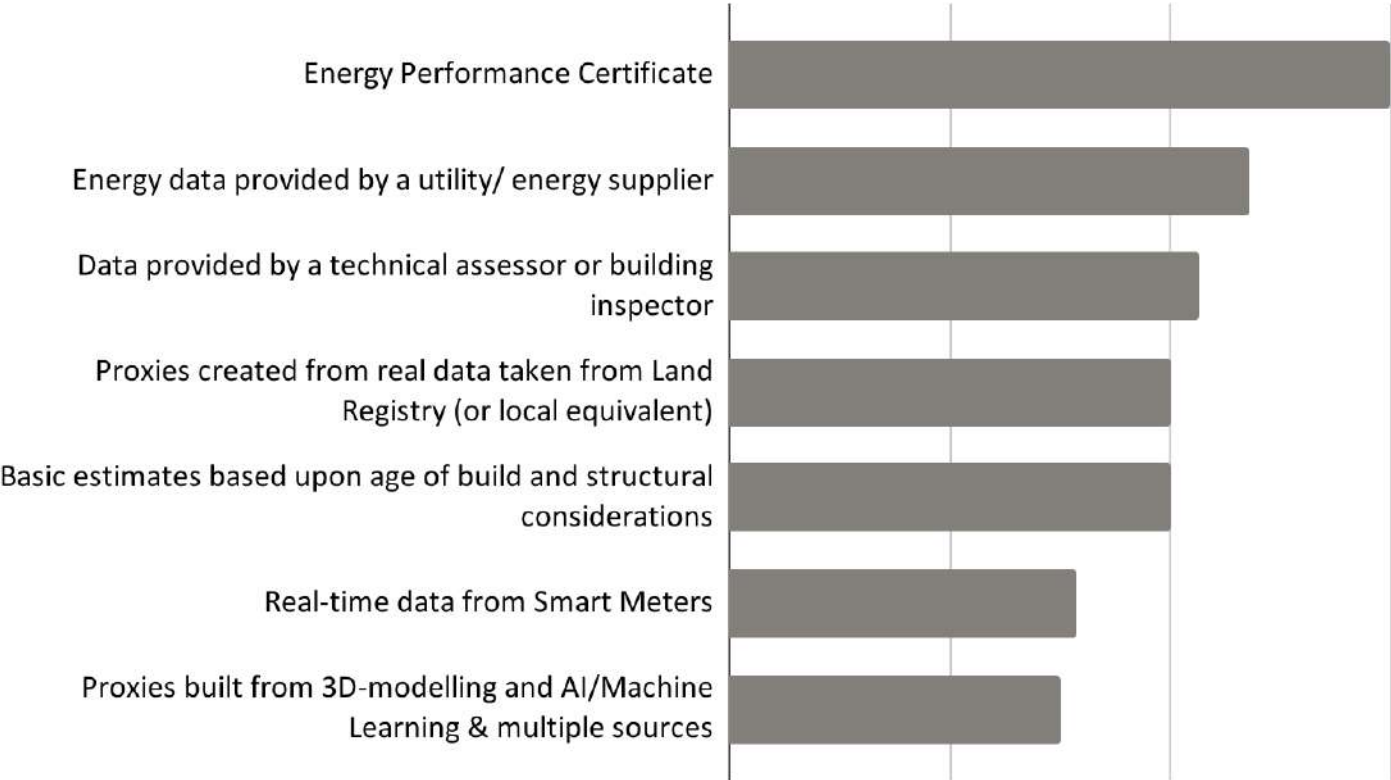 Energy Performance Certificate
Energy data provided by a utility/ energy supplier
Data provided by a technical assessor or building
inspector
Proxies created from real data taken from Land
Registry (or local equivalent)
Basic estimates based upon age of build and structural
considerations
Real-time data from Smart Meters
Proxies built from 3D-modelling and AI/Machine
Learning & multiple sources